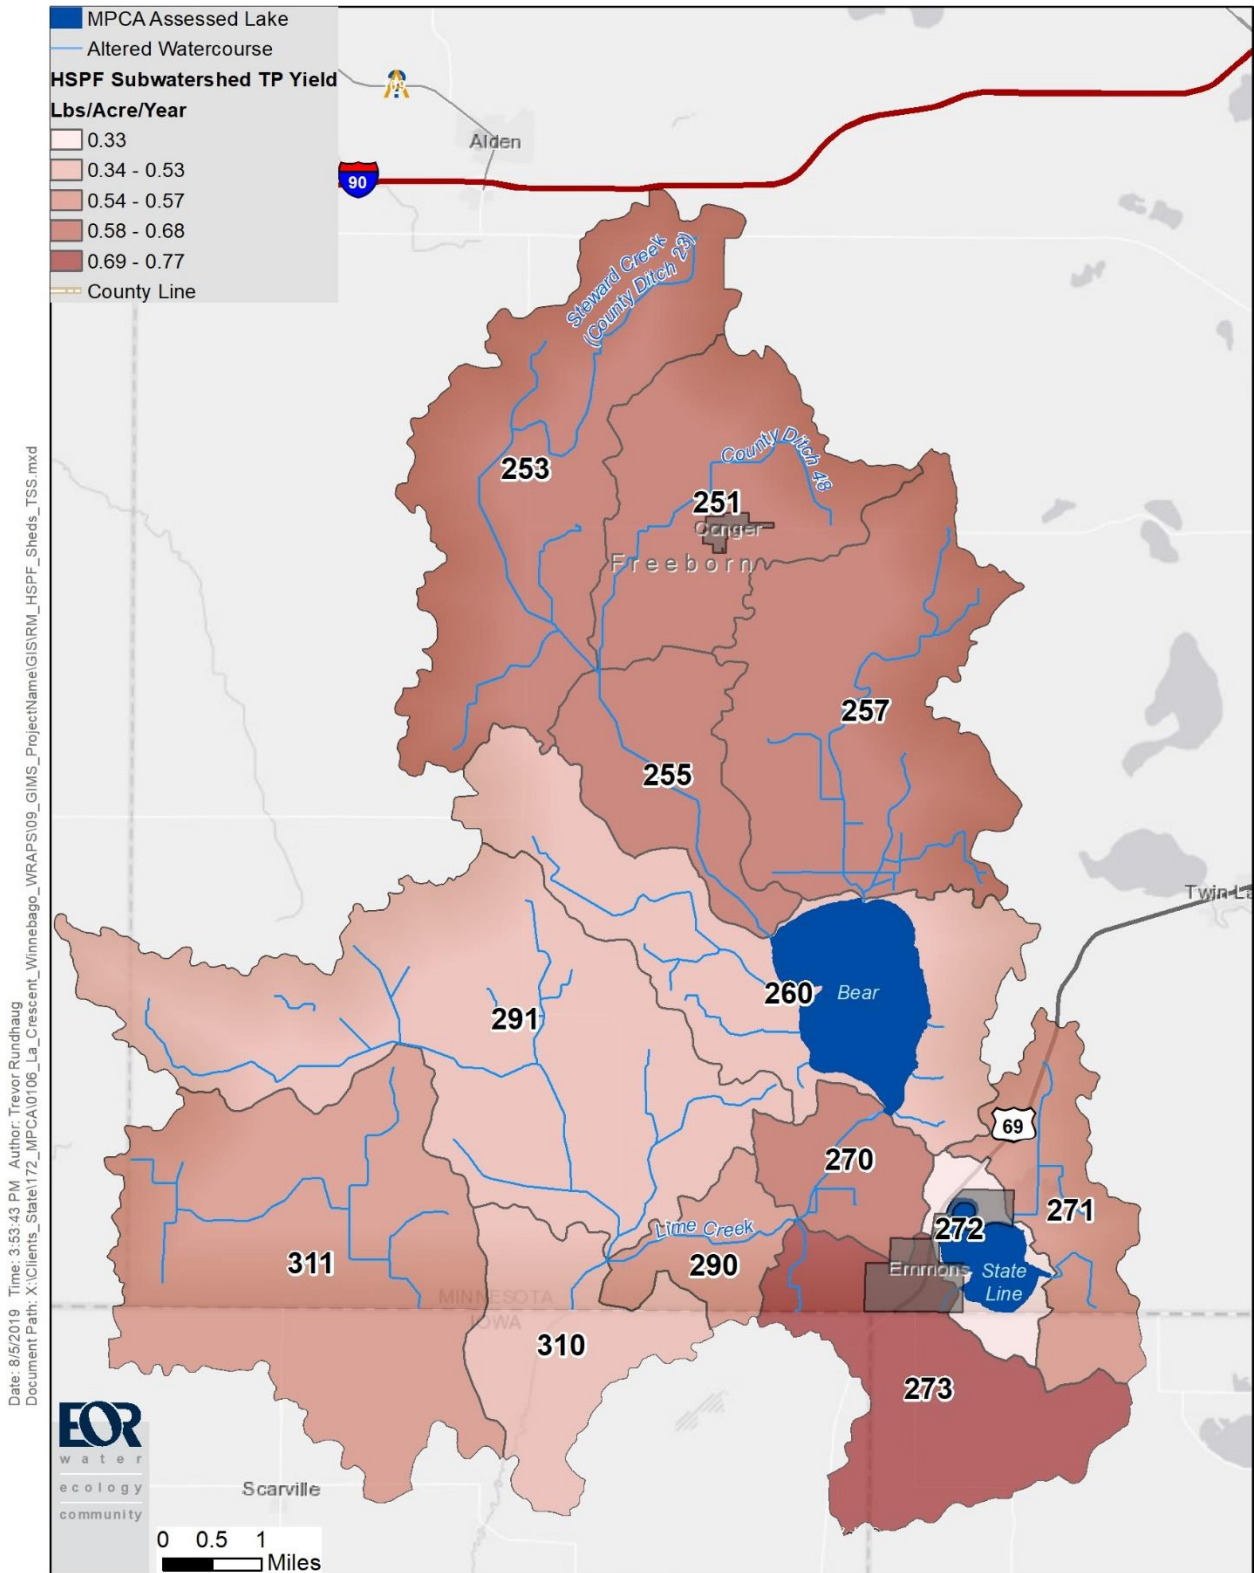 MPCA Assessed Lake
Altered Watercourse
HSPF Subwatershed TP Yield
Lbs/Acre/Year
0.33
0.34 - 0.53
0.54 - 0.57
0.58 - 0.68
0.69 - 0.77
County Line
Alden
90
Steward Creek
(County Ditch 23)
253
County Ditch 48
251
Conger
Freeborn
257
255
Twin La
260
Bear
291
69
270
271
272
Lime Creek
290
311
Emmons
State
Line
MINNESOTA
IOWA
310
273
EOR
water
ecology
community
Scarville
0 0.5 1
Miles
Date: 8/5/2019 Time: 3:53:43 PM Author: Trevor Rundhaug
Document Path: X:\Clients_State\172_MPCA\0106_La_Crescent_Winnebago_WRAPS\09_GIMS_ProjectName\GIS\RM_HSPF_Sheds_TSS.mxd